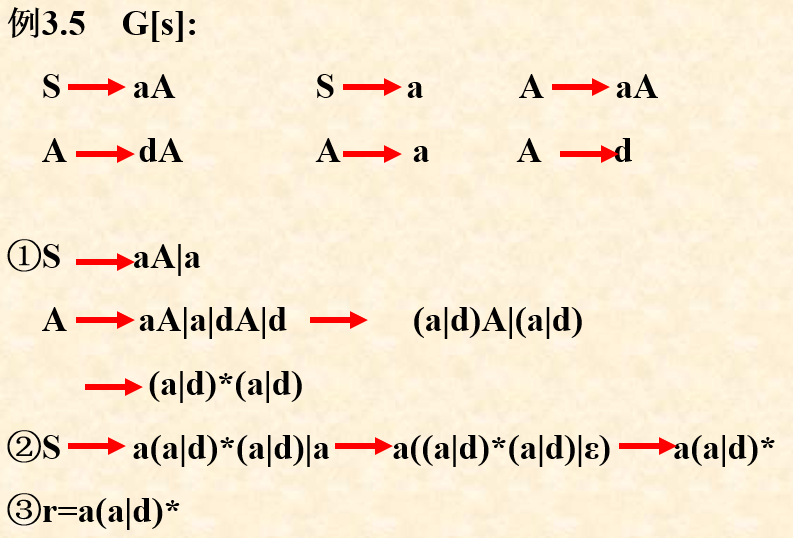 例3.5 G[s]:
S → aA S → a A → aA
A → dA A → a A → d
①S → aA|a
A → aA|a|dA|d → (a|d)A|(a|d)
→ (a|d)*(a|d)
②S → a(a|d)*(a|d)|a → a((a|d)*(a|d)|ε) → a(a|d)*
③r=a(a|d)*